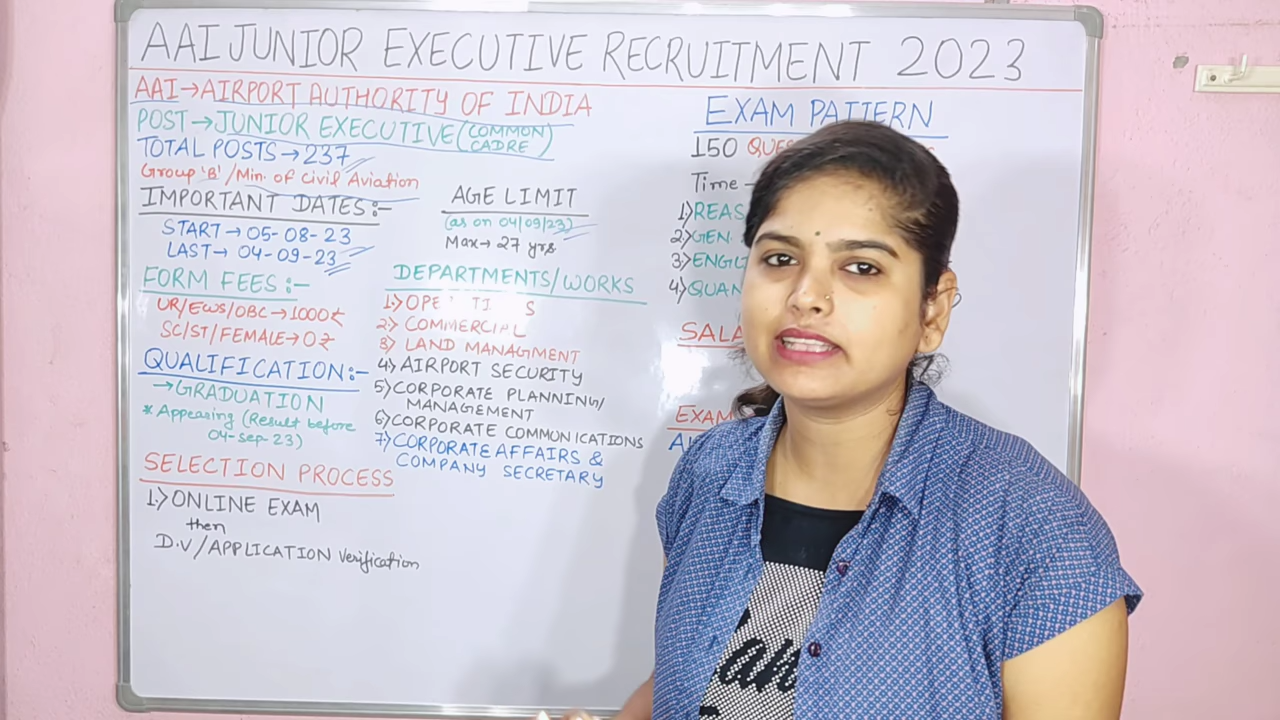 AAI JUNIOR EXECUTIVE RECRUITMENT 2023
AAI→AIRPORT AUTHORITY OF INDIA
POST→JUNIOR EXECUTIVE (COMMON CADRE)
TOTAL POSTS→237
Group 'B'/Min. of Civil Aviation
IMPORTANT DATES:-
START→05-08-23
LAST→04-09-23
FORM FEES:-
UR/EWS/OBC→1000₹
SC/ST/FEMALE→0₹
QUALIFICATION:-
→GRADUATION
*Appearing (Result before
04-sep-23)
SELECTION PROCESS
1.>ONLINE EXAM
then
D.V/APPLICATION Verification
AGE LIMIT
(as on 04/09/23)
Max→27 yrs
DEPARTMENTS/WORKS
2.> COMMERCIAL
3> LAND MANAGMENT
4> AIRPORT SECURITY
5>CORPORATE PLANNING/
MANAGEMENT
6>CORPORATE COMMUNICATIONS
7>CORPORATE AFFAIRS &
COMPANY SECRETARY
EXAM PATTERN
150
Time -
1>REAS
2>GEN.
3>ENGL
4>QUAN
SALA
EXAM